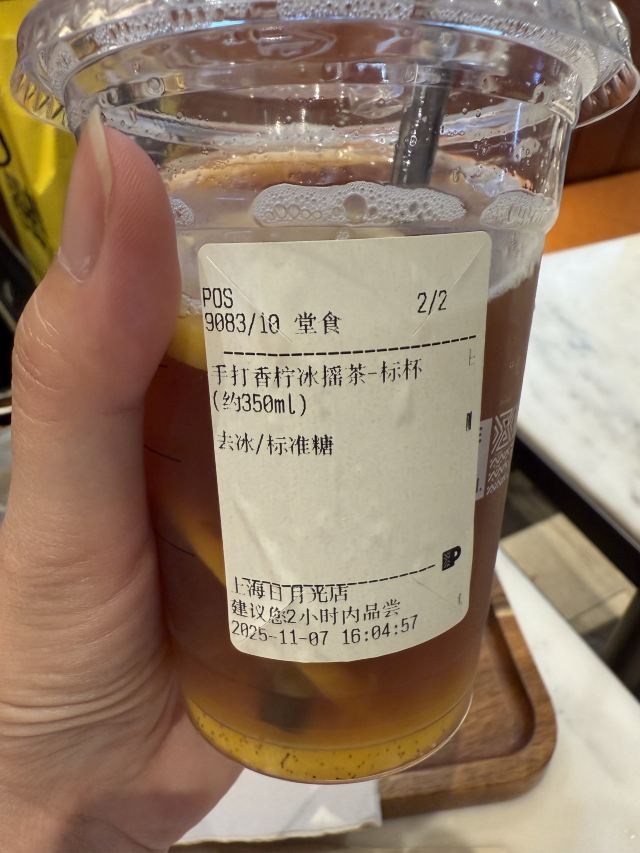 POS 2/2
9083/10 堂食
手打香柠冰摇茶-标杯
(约350ml)
去冰/标准糖
上海日月光店
建议您2小时内品尝
2025-11-07 16:04:57